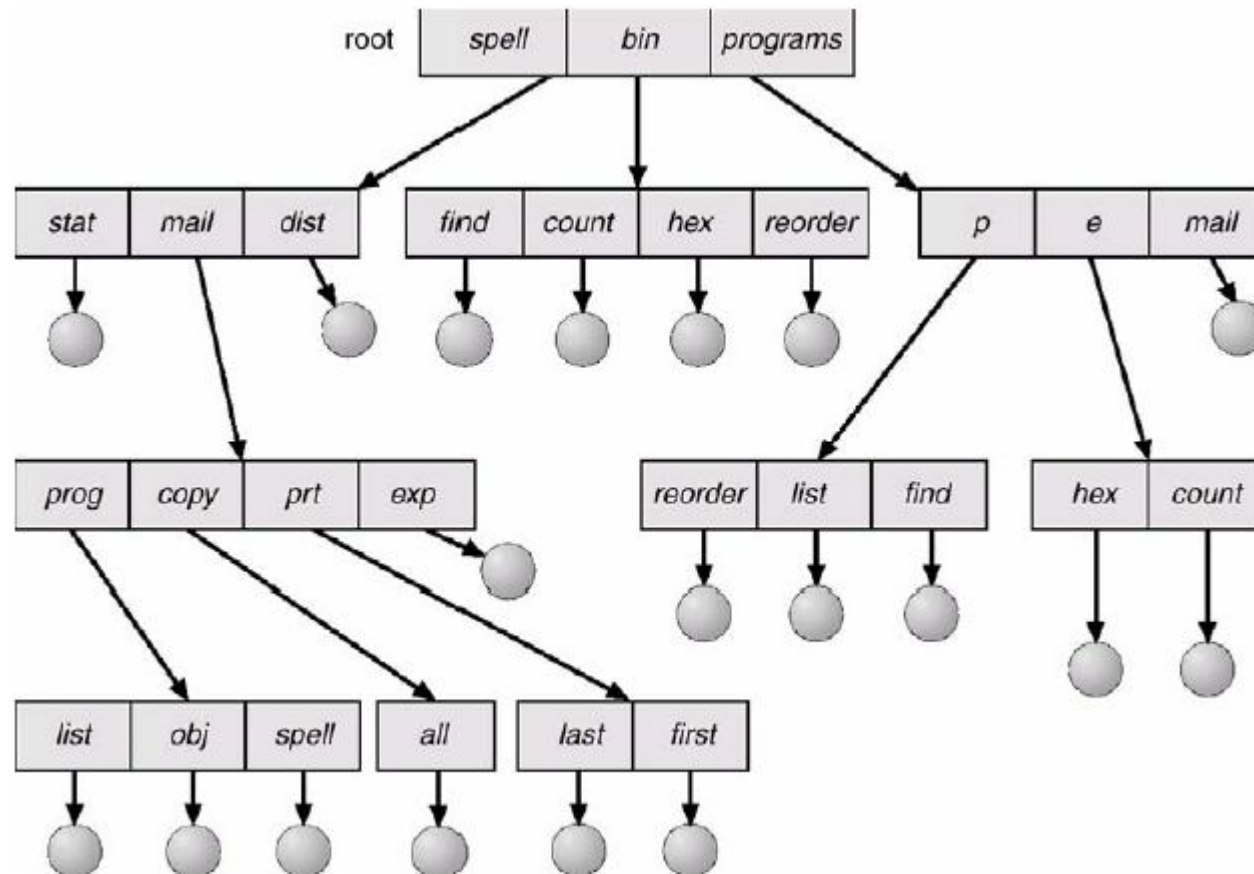 root spell bin programs
stat mail dist find count hex reorder p e mail
prog copy prt exp reorder list find hex count
list obj spell all last first